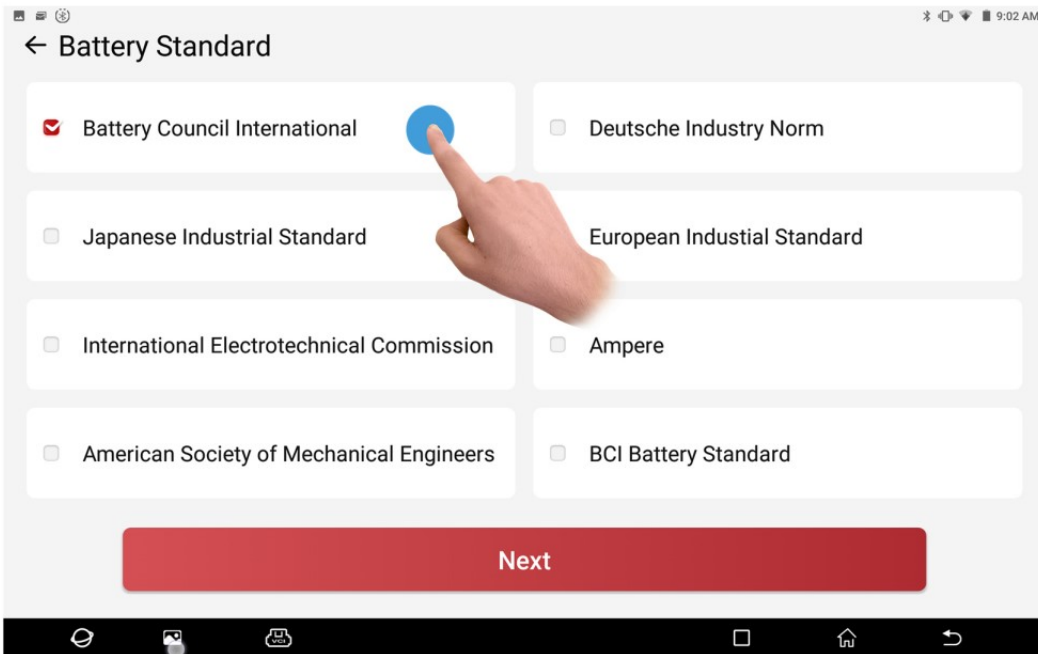 9:02 AM
Battery Standard
Battery Council International
Deutsche Industry Norm
Japanese Industrial Standard
European Industial Standard
International Electrotechnical Commission
Ampere
American Society of Mechanical Engineers
BCI Battery Standard
Next
VCI